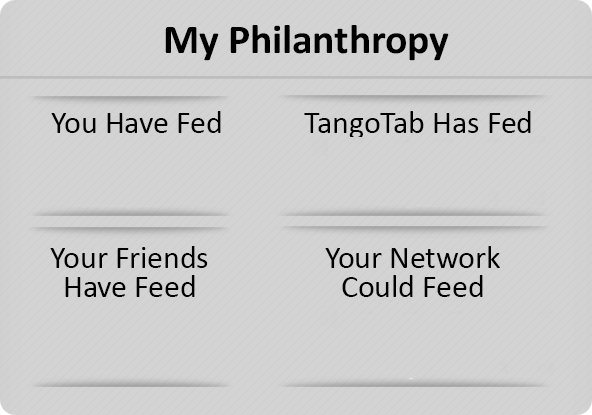 My Philanthropy
You Have Fed
TangoTab Has Fed
Your Friends
Have Feed
Your Network
Could Feed